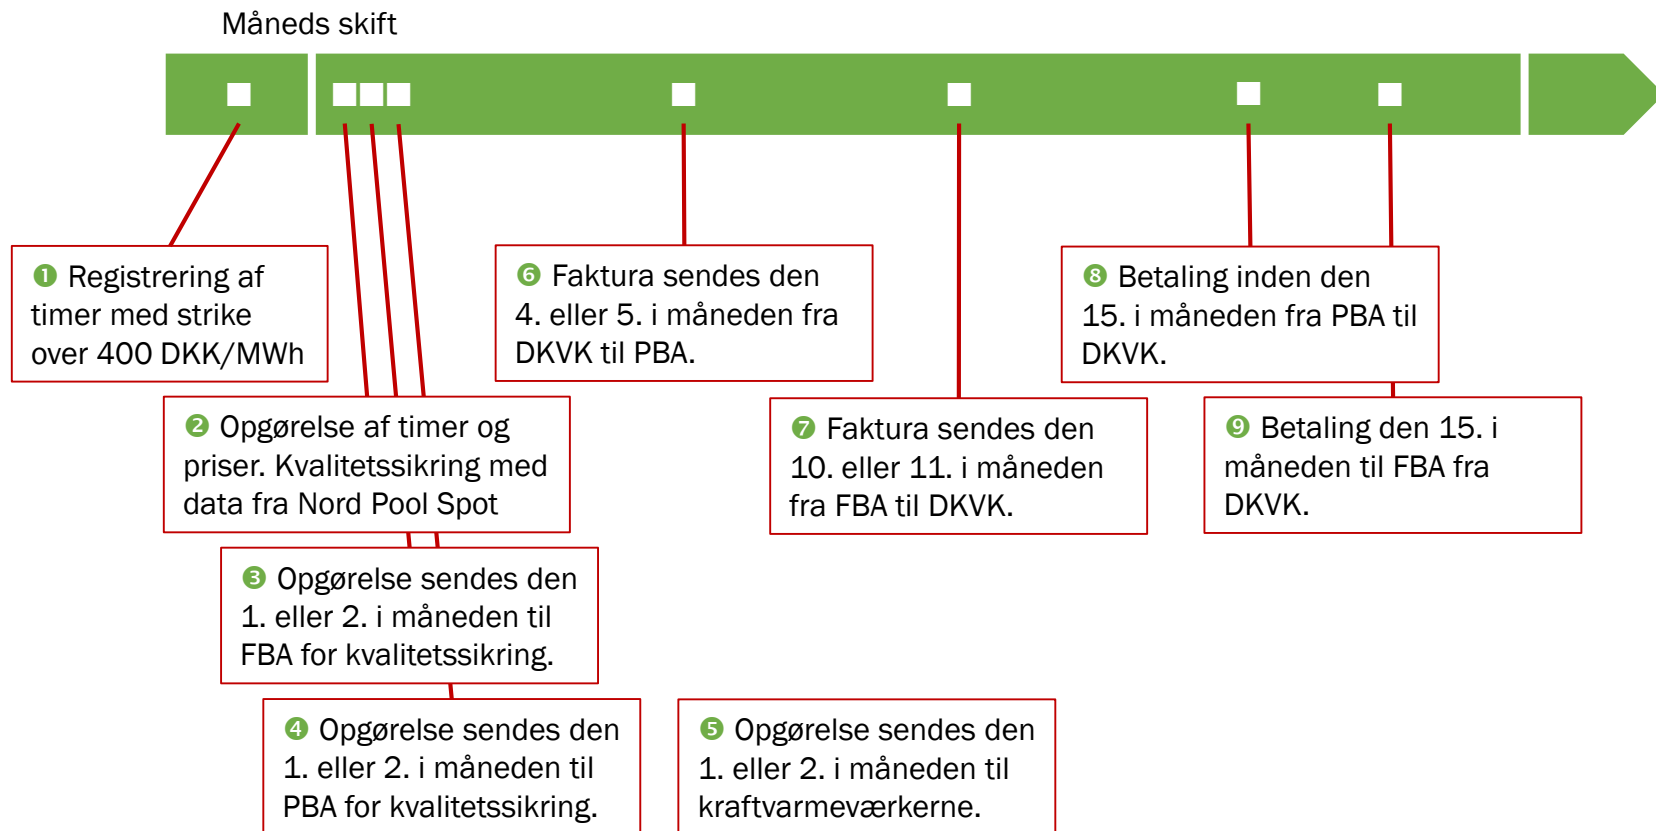 Måneds skift
❶ Registrering af
timer med strike
over 400 DKK/MWh
❷ Opgørelse af timer og
priser. Kvalitetssikring med
data fra Nord Pool Spot
❸ Opgørelse sendes den
1. eller 2. i måneden til
FBA for kvalitetssikring.
❹ Opgørelse sendes den
1. eller 2. i måneden til
PBA for kvalitetssikring.
❺ Opgørelse sendes den
1. eller 2. i måneden til
kraftvarmeværkerne.
❻ Faktura sendes den
4. eller 5. i måneden fra
DKVK til PBA.
❼ Faktura sendes den
10. eller 11. i måneden
fra FBA til DKVK.
❽ Betaling inden den
15. i måneden fra PBA til
DKVK.
❾ Betaling den 15. i
måneden til FBA fra
DKVK.